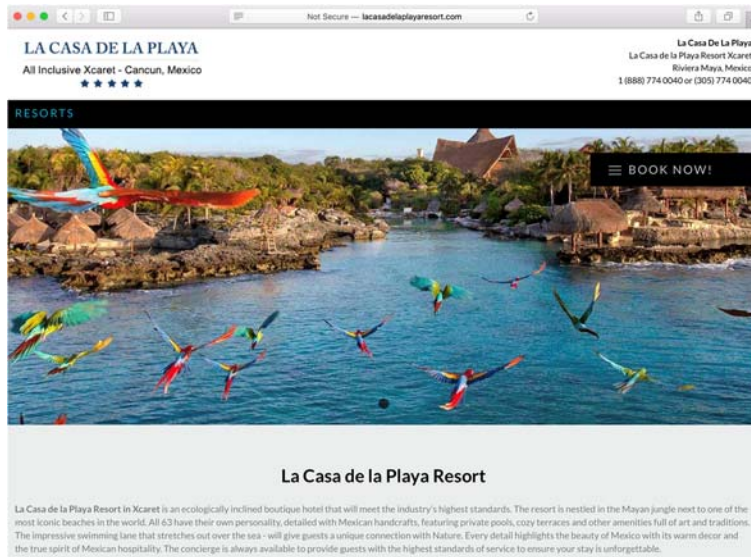 Not Secure — lacasadelaplayaresort.com
LA CASA DE LA PLAYA
All Inclusive Xcaret - Cancun, Mexico
La Casa De La Playa
La Casa de la Playa Resort Xcaret
Riviera Maya, Mexico
1 (888) 774 0040 or (305) 774 0040
RESORTS
BOOK NOW!
La Casa de la Playa Resort
La Casa de la Playa Resort in Xcaret is an ecologically inclined boutique hotel that will meet the industry's highest standards. The resort is nestled in the Mayan jungle next to one of the
most iconic beaches in the world. All 63 have their own personality, detailed with Mexican handcrafts, featuring private pools, cozy terraces and other amenities full of art and traditions.
The impressive swimming lane that stretches out over the sea - will give guests a unique connection with Nature. Every detail highlights the beauty of Mexico with its warm decor and
the true spirit of Mexican hospitality. The concierge is always available to provide guests with the highest standards of service to ensure your stay is unforgettable.